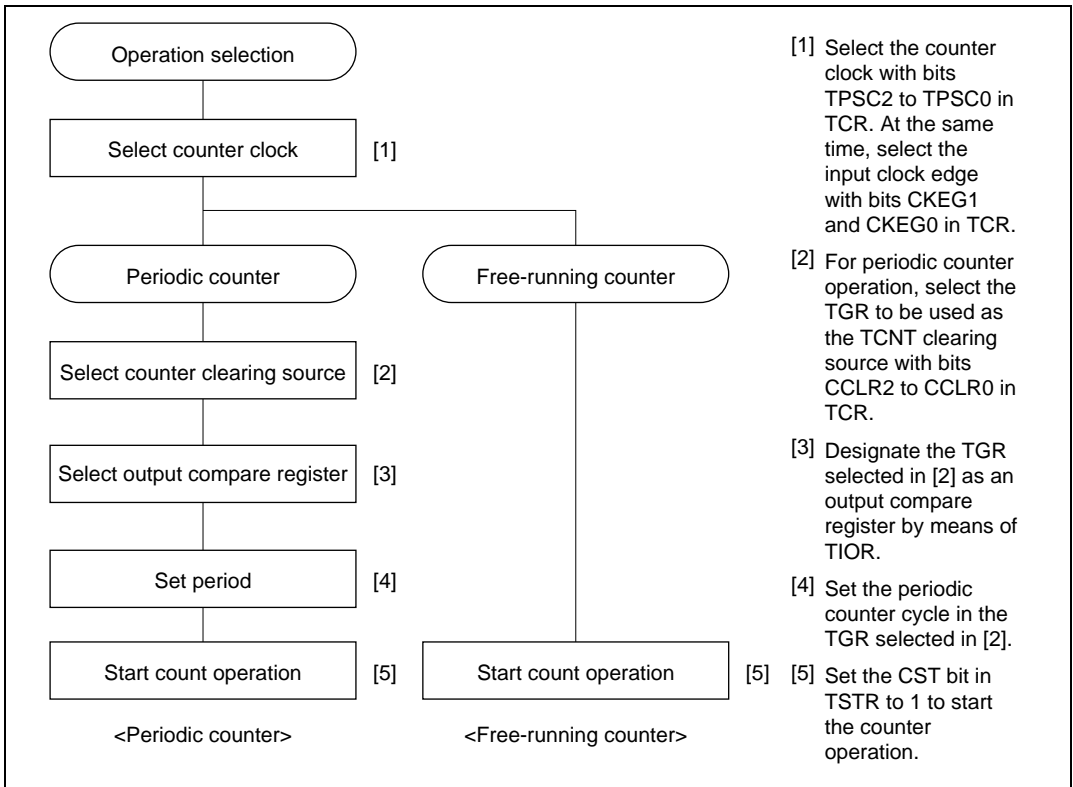 Operation selection
Select counter clock [1]
Periodic counter
Free-running counter
Select counter clearing source [2]
Select output compare register [3]
Set period [4]
Start count operation [5]
Start count operation [5]
<Periodic counter>
<Free-running counter>
[1] Select the counter
clock with bits
TPSC2 to TPSC0 in
TCR. At the same
time, select the
input clock edge
with bits CKEG1
and CKEG0 in TCR.
[2] For periodic counter
operation, select the
TGR to be used as
the TCNT clearing
source with bits
CCLR2 to CCLR0 in
TCR.
[3] Designate the TGR
selected in [2] as an
output compare
register by means of
TIOR.
[4] Set the periodic
counter cycle in the
TGR selected in [2].
[5] Set the CST bit in
TSTR to 1 to start
the counter
operation.